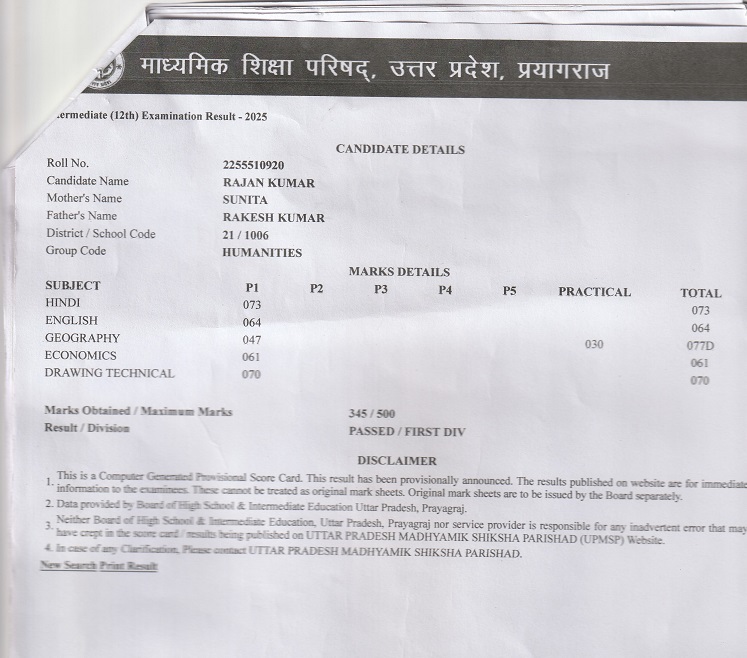 माध्यमिक शिक्षा परिषद्, उत्तर प्रदेश, प्रयागराज
ermediate (12th) Examination Result - 2025
CANDIDATE DETAILS
Roll No. 2255510920
Candidate Name RAJAN KUMAR
Mother's Name SUNITA
Father's Name RAKESH KUMAR
District / School Code 21 / 1006
Group Code HUMANITIES
MARKS DETAILS
SUBJECT P1 P2 P3 P4 P5 PRACTICAL TOTAL
HINDI 073 073
ENGLISH 064 064
GEOGRAPHY 047 030 077D
ECONOMICS 061 061
DRAWING TECHNICAL 070 070
Marks Obtained / Maximum Marks 345 / 500
Result / Division PASSED / FIRST DIV
DISCLAIMER
1. This is a Computer Generated Provisional Score Card. This result has been provisionally announced. The results published on website are for immediate
information to the examinees. These cannot be treated as original mark sheets. Original mark sheets are to be issued by the Board separately.
2. Data provided by Board of High School & Intermediate Education Uttar Pradesh, Prayagraj.
3. Neither Board of High School & Intermediate Education, Uttar Pradesh, Prayagraj nor service provider is responsible for any inadvertent error that may
have crept in the score card / results being published on UTTAR PRADESH MADHYAMIK SHIKSHA PARISHAD (UPMSP) Website.
4. In case of any Clarification, Please contact UTTAR PRADESH MADHYAMIK SHIKSHA PARISHAD.
New Search Print Result